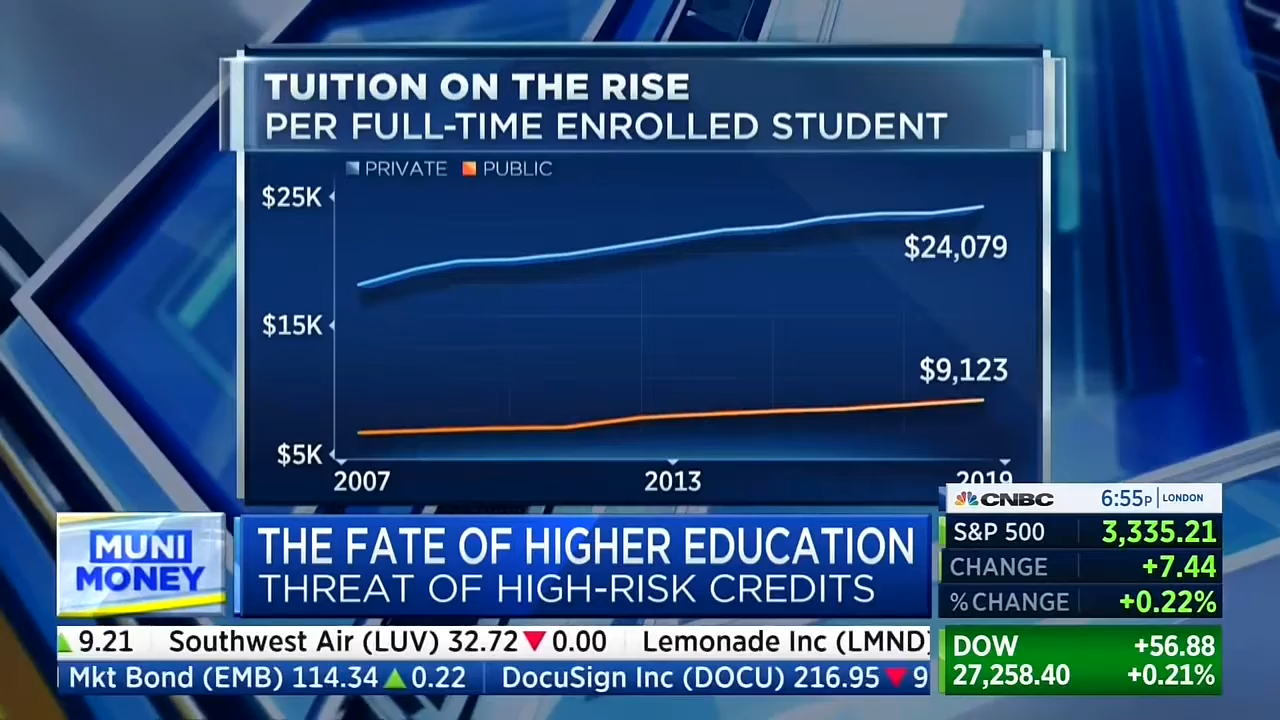 TUITION ON THE RISE
PER FULL-TIME ENROLLED STUDENT
PRIVATE PUBLIC
$25K
$24,079
$15K
$9,123
$5K
2007 2013 2019
CNBC 6:55P LONDON
MUNI
MONEY
THE FATE OF HIGHER EDUCATION
THREAT OF HIGH-RISK CREDITS
S&P 500 3,335.21
CHANGE +7.44
% CHANGE +0.22%
DOW +56.88
27,258.40 +0.21%
9.21 Southwest Air (LUV) 32.72 ▼ 0.00 Lemonade Inc (LMND)
Mkt Bond (EMB) 114.34 ▲ 0.22 DocuSign Inc (DOCU) 216.95 ▼ 9